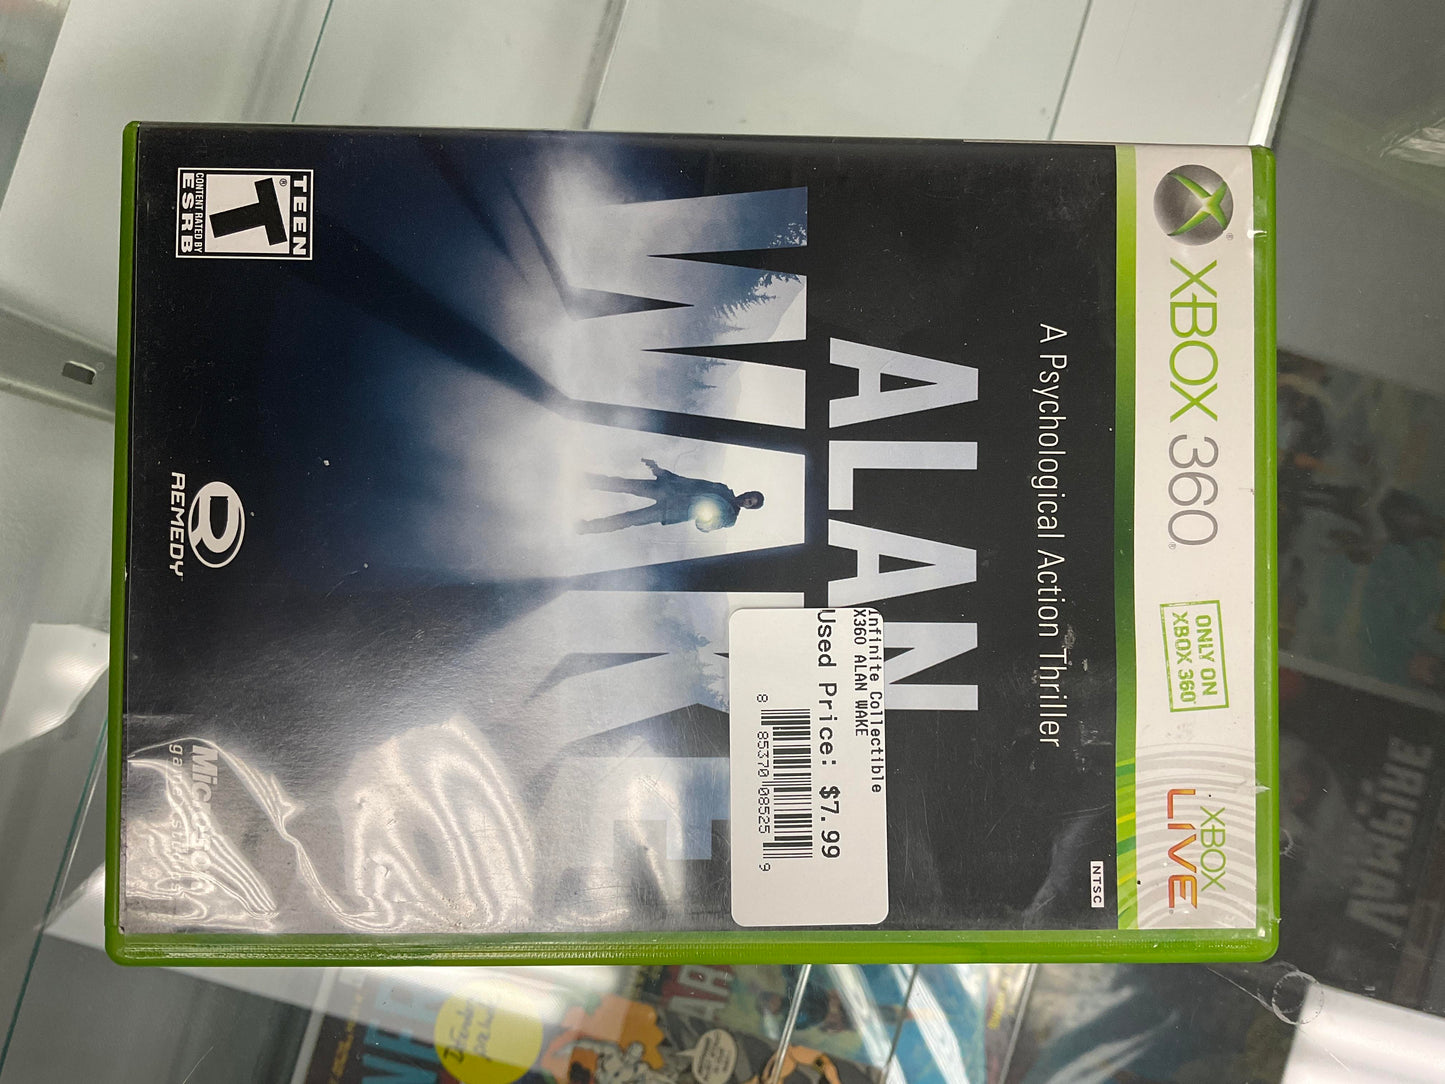 XBOX 360
ONLY ON
XBOX 360
XBOX
LIVE
NTSC
A Psychological Action Thriller
ALAN
WAKE
Infinite Collectible
X360 ALAN WAKE
Used Price: $7.99
8 85370 08525 9
TEEN
T
CONTENT RATED BY
ESRB
REMEDY
Microsoft
game studios
VAMPIRE